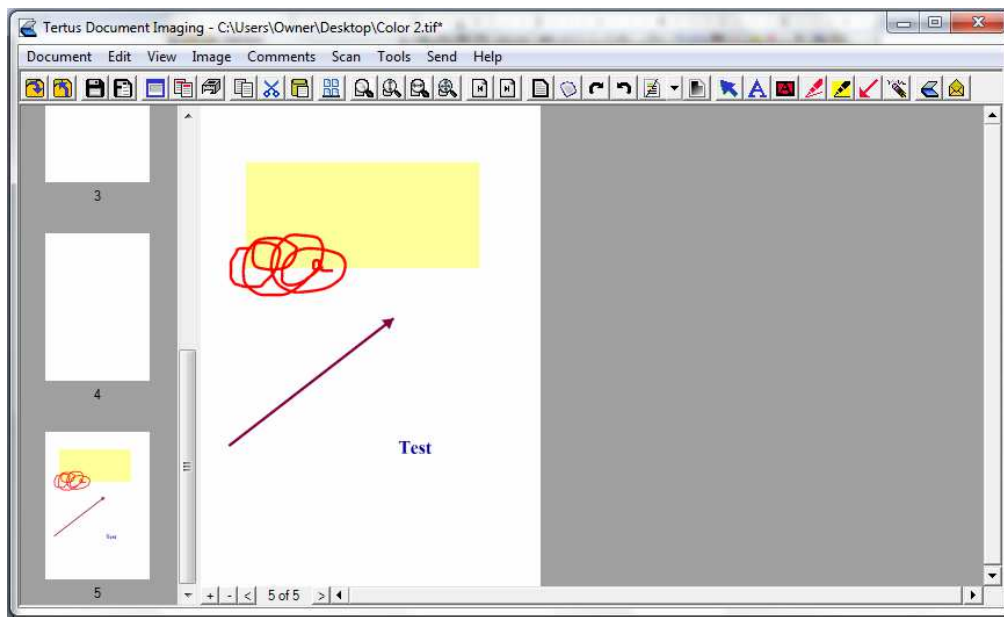 Tertus Document Imaging - C:\Users\Owner\Desktop\Color 2.tif*
Document Edit View Image Comments Scan Tools Send Help
3
4
Test
Test
5
+ - < 5 of 5 >